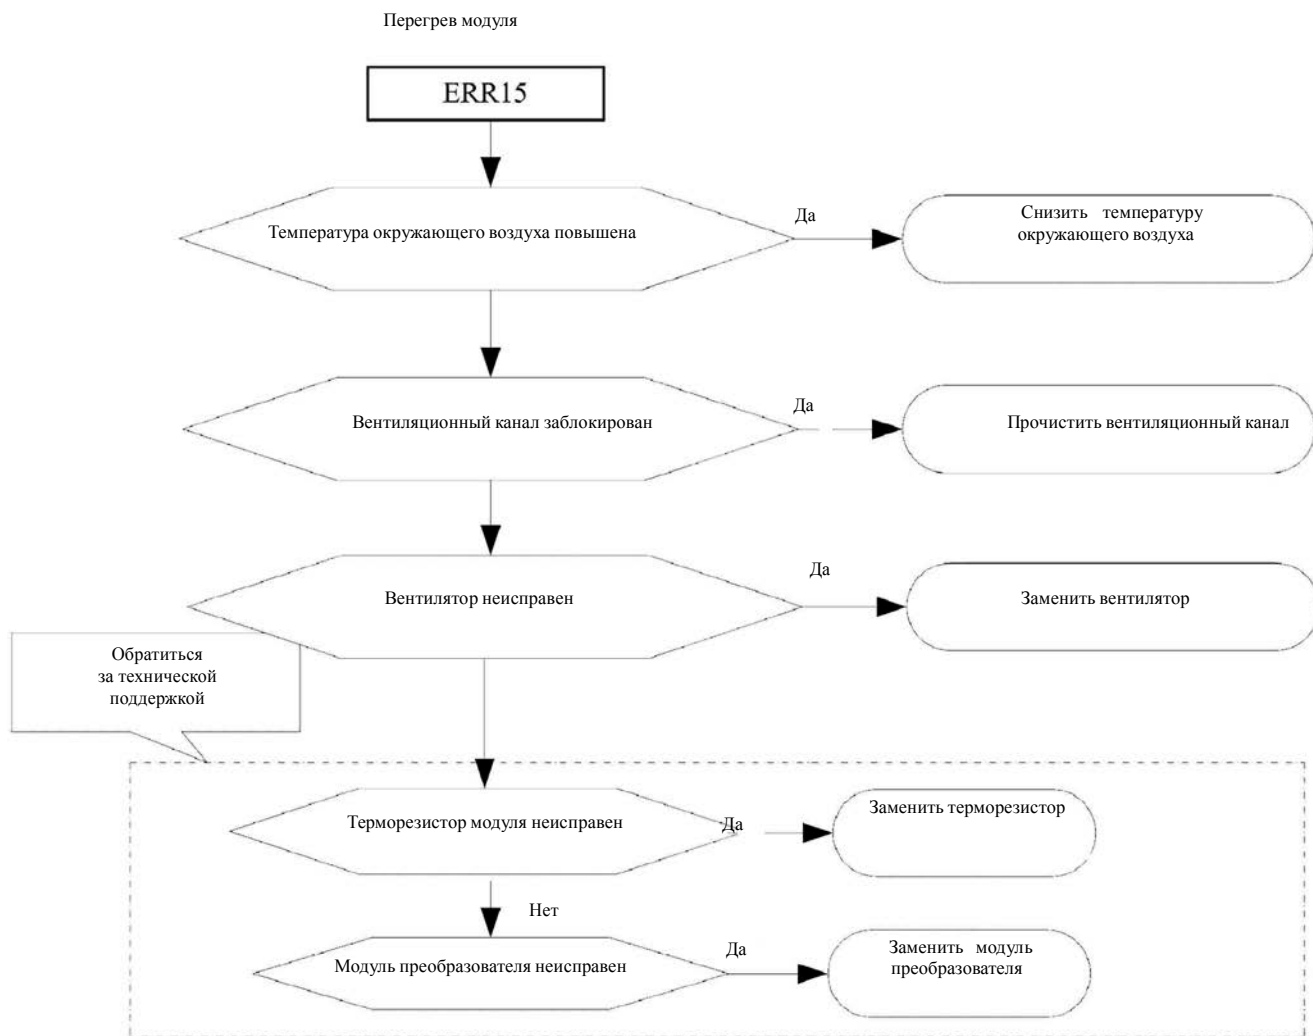 Перегрев модуля
ERR15
Температура окружающего воздуха повышена
Да
Снизить температуру
окружающего воздуха
Вентиляционный канал заблокирован
Да
Прочистить вентиляционный канал
Вентилятор неисправен
Да
Заменить вентилятор
Обратиться
за технической
поддержкой
Терморезистор модуля неисправен
Да
Заменить терморезистор
Нет
Модуль преобразователя неисправен
Да
Заменить модуль
преобразователя